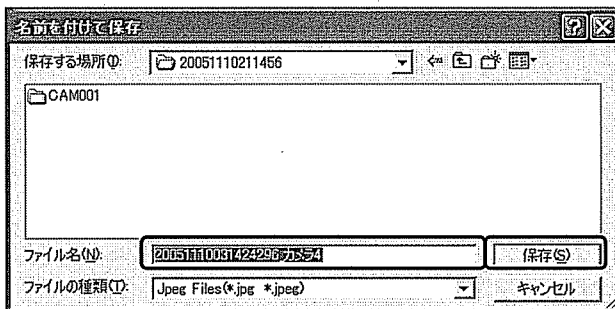 名前を付けて保存
保存する場所(I): 20051110211456
CAM001
ファイル名(N): 20051110031424296カメラ4 保存(S)
ファイルの種類(T): Jpeg Files(*.jpg *.jpeg) キャンセル